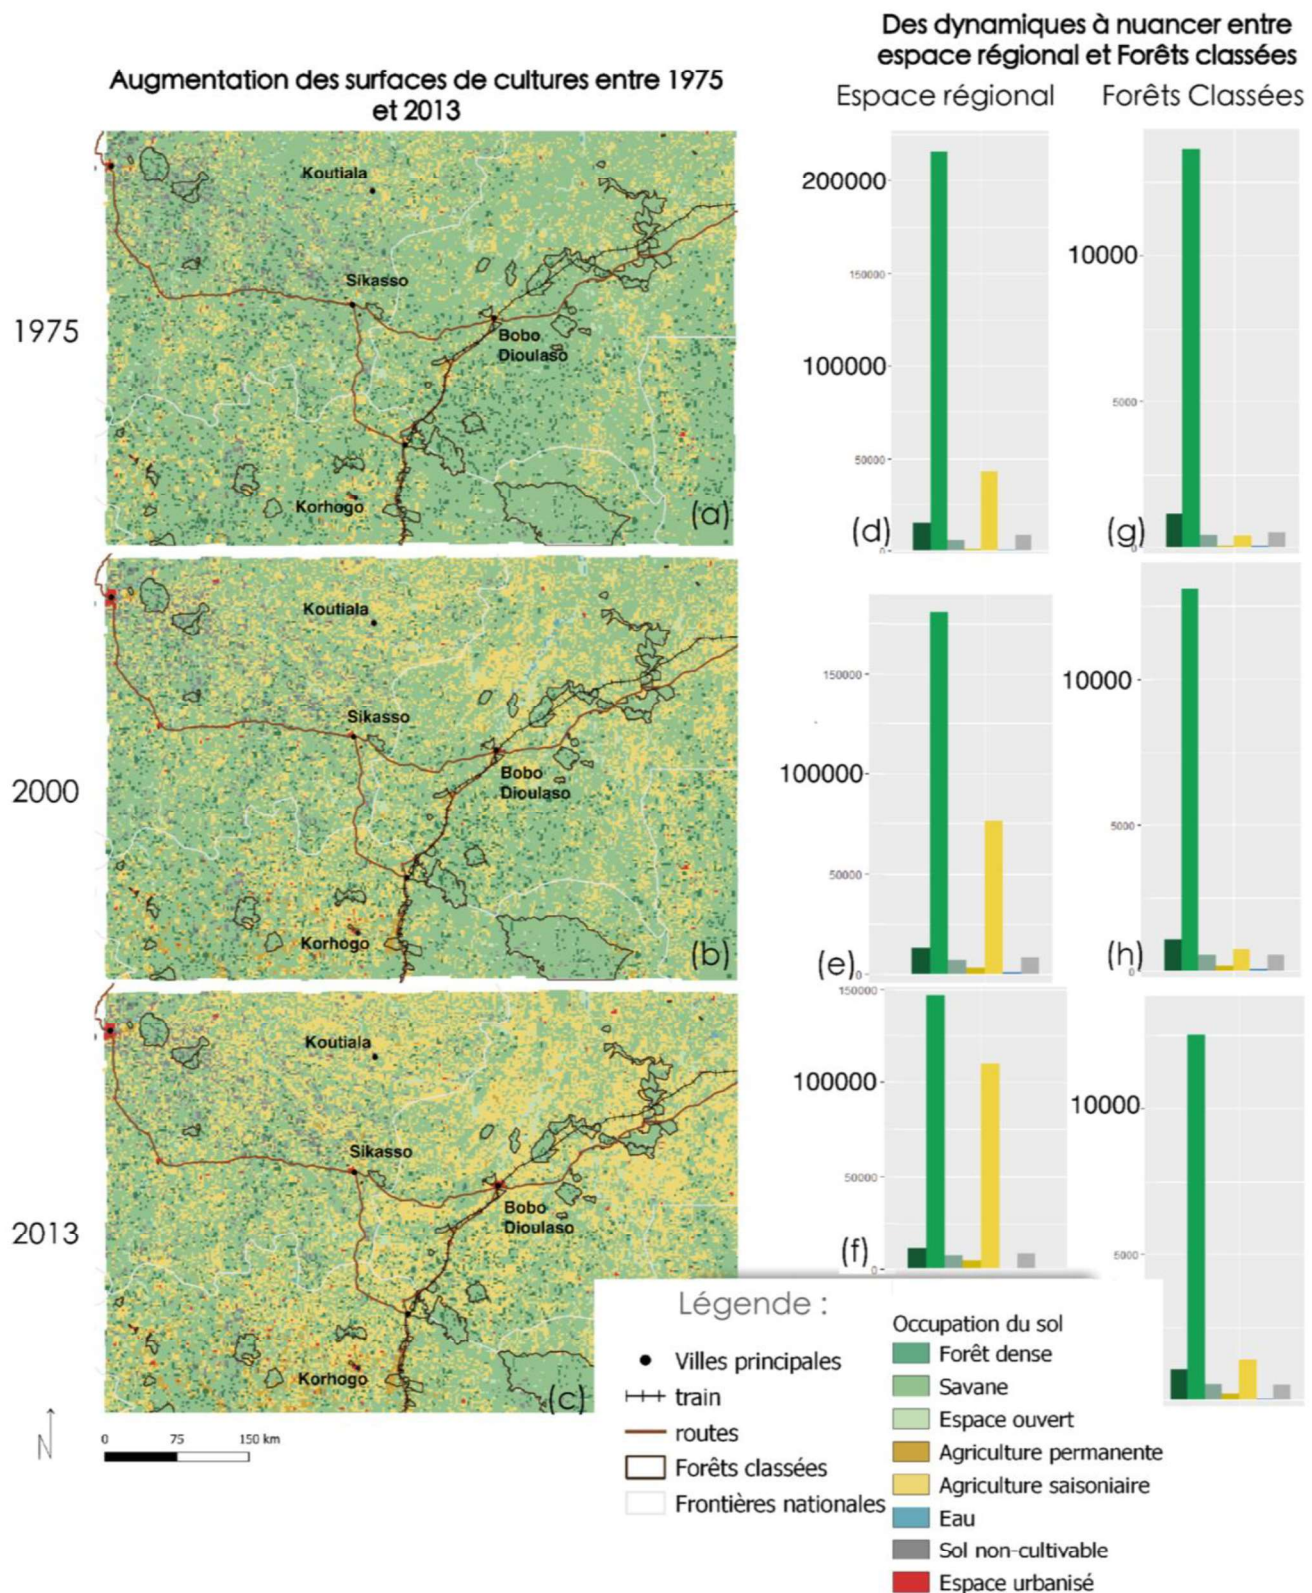 Des dynamiques à nuancer entre
espace régional et Forêts classées
Augmentation des surfaces de cultures entre 1975
et 2013
Espace régional
Forêts Classées
1975
Koutiala
Sikasso
Bobo
Dioulaso
Korhogo
(a)
200000
150000
100000
50000
0
(d)
10000
5000
0
(g)
2000
Koutiala
Sikasso
Bobo
Dioulaso
Korhogo
(b)
150000
100000
50000
0
(e)
10000
5000
0
(h)
2013
Koutiala
Sikasso
Bobo
Dioulaso
Korhogo
(c)
150000
100000
50000
0
(f)
10000
5000
N
0 75 150 km
Légende :
Villes principales
train
routes
Forêts classées
Frontières nationales
Occupation du sol
Forêt dense
Savane
Espace ouvert
Agriculture permanente
Agriculture saisoniaire
Eau
Sol non-cultivable
Espace urbanisé